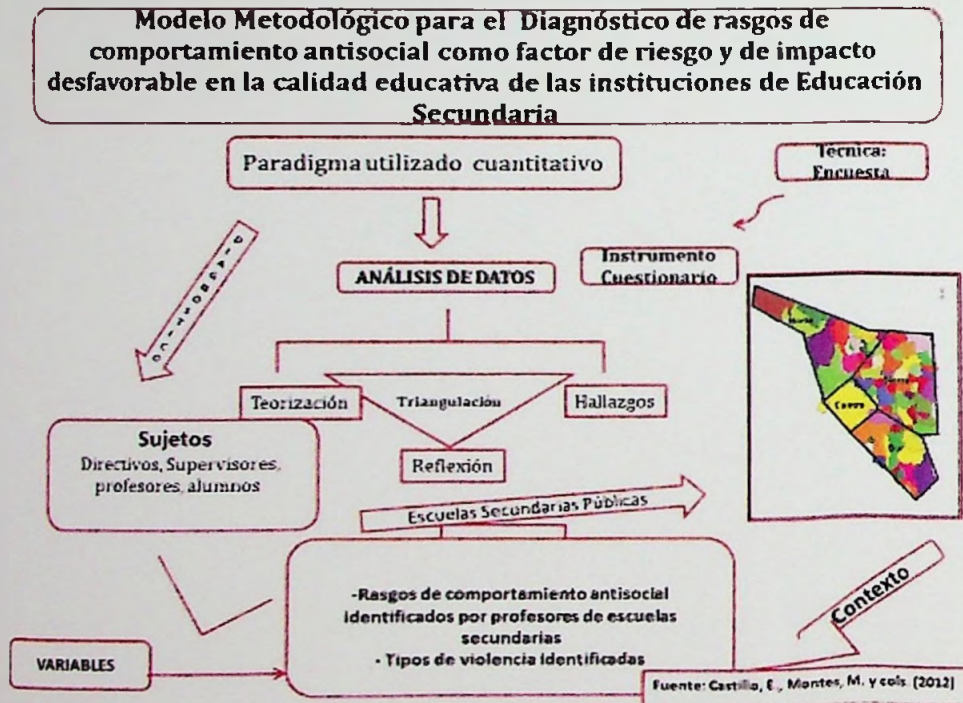 Modelo Metodológico para el Diagnóstico de rasgos de
comportamiento antisocial como factor de riesgo y de impacto
desfavorable en la calidad educativa de las instituciones de Educación
Secundaria
Paradigma utilizado cuantitativo
Técnica:
Encuesta
DIAGNOSTICO
ANÁLISIS DE DATOS
Instrumento
Cuestionario
Teorización
Triangulación
Hallazgos
Reflexión
Sujetos
Directivos, Supervisores,
profesores, alumnos
Centro
Escuelas Secundarias Públicas
-Rasgos de comportamiento antisocial
identificados por profesores de escuelas
secundarias
- Tipos de violencia identificadas
VARIABLES
Contexto
Fuente: Castillo, E., Montes, M. y cols. (2012)